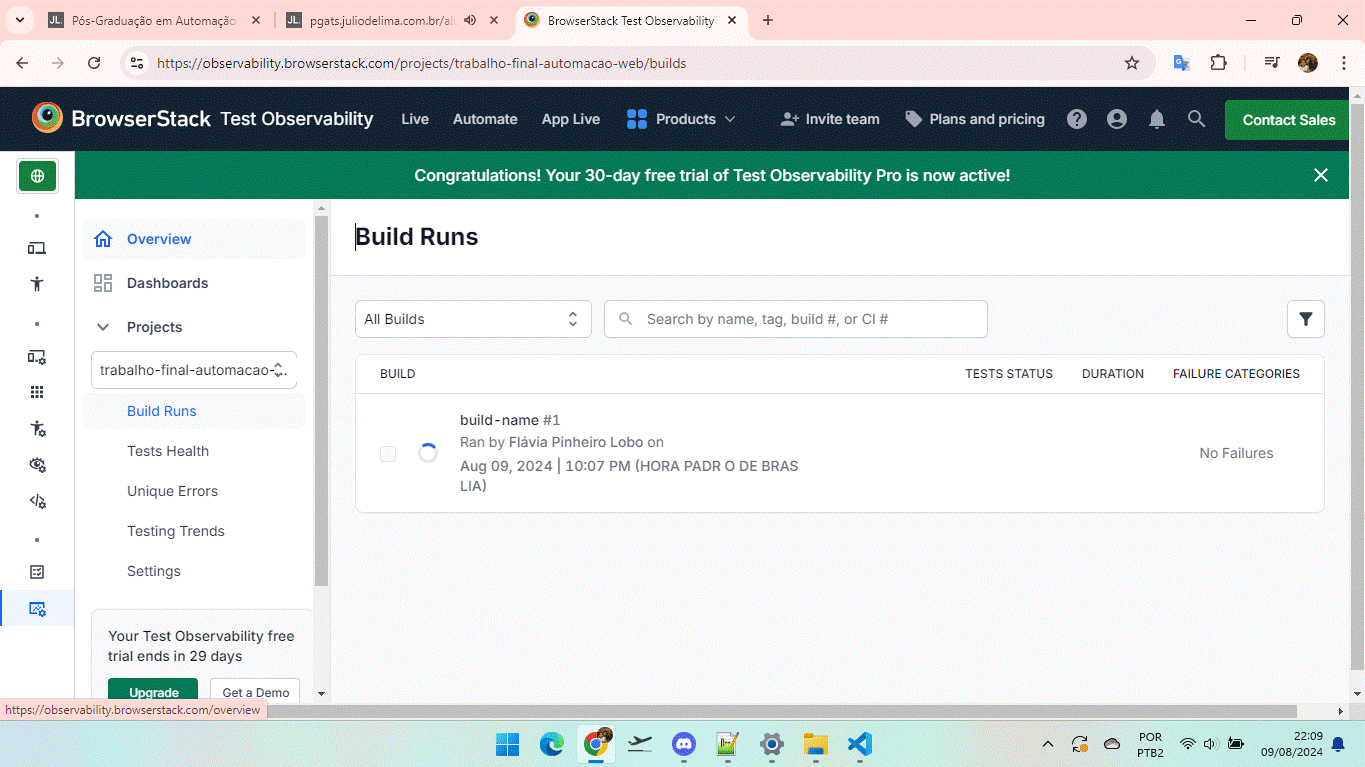 Pós-Graduação em Automação
pgats.juliodelima.com.br/al
BrowserStack Test Observability
https://observability.browserstack.com/projects/trabalho-final-automacao-web/builds
BrowserStack Test Observability
Live
Automate
App Live
Products
Invite team
Plans and pricing
Contact Sales
Congratulations! Your 30-day free trial of Test Observability Pro is now active!
Overview
Dashboards
Projects
trabalho-final-automacao-...
Build Runs
Tests Health
Unique Errors
Testing Trends
Settings
Your Test Observability free
trial ends in 29 days
Upgrade
Get a Demo
Build Runs
All Builds
Search by name, tag, build #, or CI #
BUILD
TESTS STATUS
DURATION
FAILURE CATEGORIES
build-name #1
Ran by Flávia Pinheiro Lobo on
Aug 09, 2024 | 10:07 PM (HORA PADR O DE BRAS
LIA)
No Failures
https://observability.browserstack.com/overview
POR
PTB2
22:09
09/08/2024